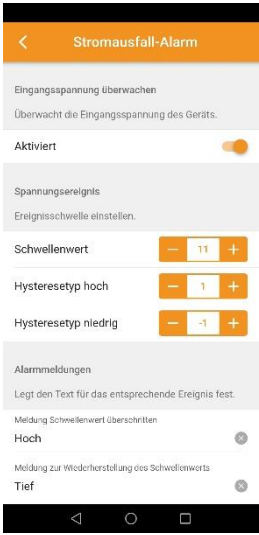 Stromausfall-Alarm
Eingangsspannung überwachen
Überwacht die Eingangsspannung des Geräts.
Aktiviert
Spannungsereignis
Ereignisschwelle einstellen.
Schwellenwert
− 11 +
Hysteresetyp hoch
− 1 +
Hysteresetyp niedrig
− -1 +
Alarmmeldungen
Legt den Text für das entsprechende Ereignis fest.
Meldung Schwellenwert überschritten
Hoch
Meldung zur Wiederherstellung des Schwellenwerts
Tief